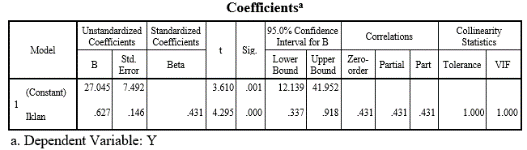 Coefficientsa
Model Unstandardized Coefficients Standardized Coefficients t Sig. 95.0% Confidence Interval for B Correlations Collinearity Statistics
B Std. Error Beta Lower Bound Upper Bound Zero-order Partial Part Tolerance VIF
1 (Constant) 27.045 7.492 3.610 .001 12.139 41.952
Iklan .627 .146 .431 4.295 .000 .337 .918 .431 .431 .431 1.000 1.000
a. Dependent Variable: Y